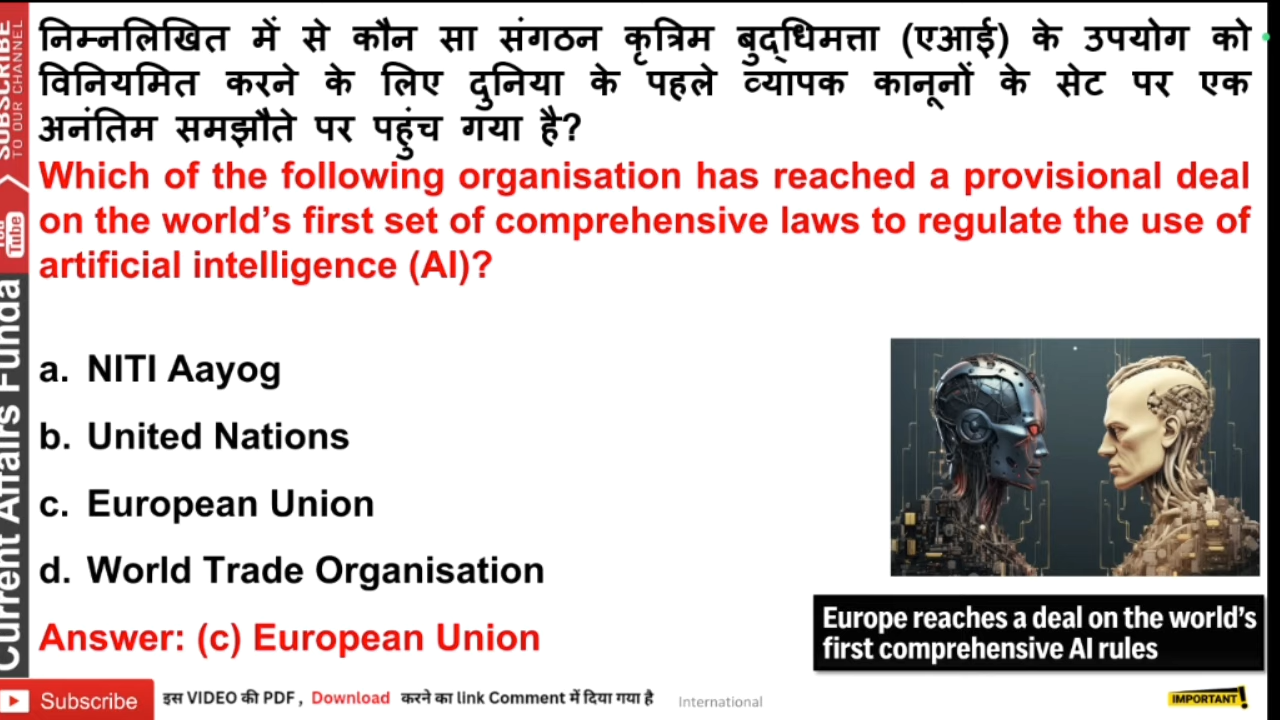 निम्नलिखित में से कौन सा संगठन कृत्रिम बुद्धिमत्ता (एआई) के उपयोग को
विनियमित करने के लिए दुनिया के पहले व्यापक कानूनों के सेट पर एक
अनंतिम समझौते पर पहुंच गया है?
Which of the following organisation has reached a provisional deal
on the world's first set of comprehensive laws to regulate the use of
artificial intelligence (AI)?
a. NITI Aayog
b. United Nations
c. European Union
d. World Trade Organisation
Answer: (c) European Union
Europe reaches a deal on the world's
first comprehensive AI rules
SUBSCRIBE
TO OUR CHANNEL
You
Tube
Current Affairs Funda
Subscribe
इस VIDEO की PDF , Download करने का link Comment में दिया गया है
International
IMPORTANT!